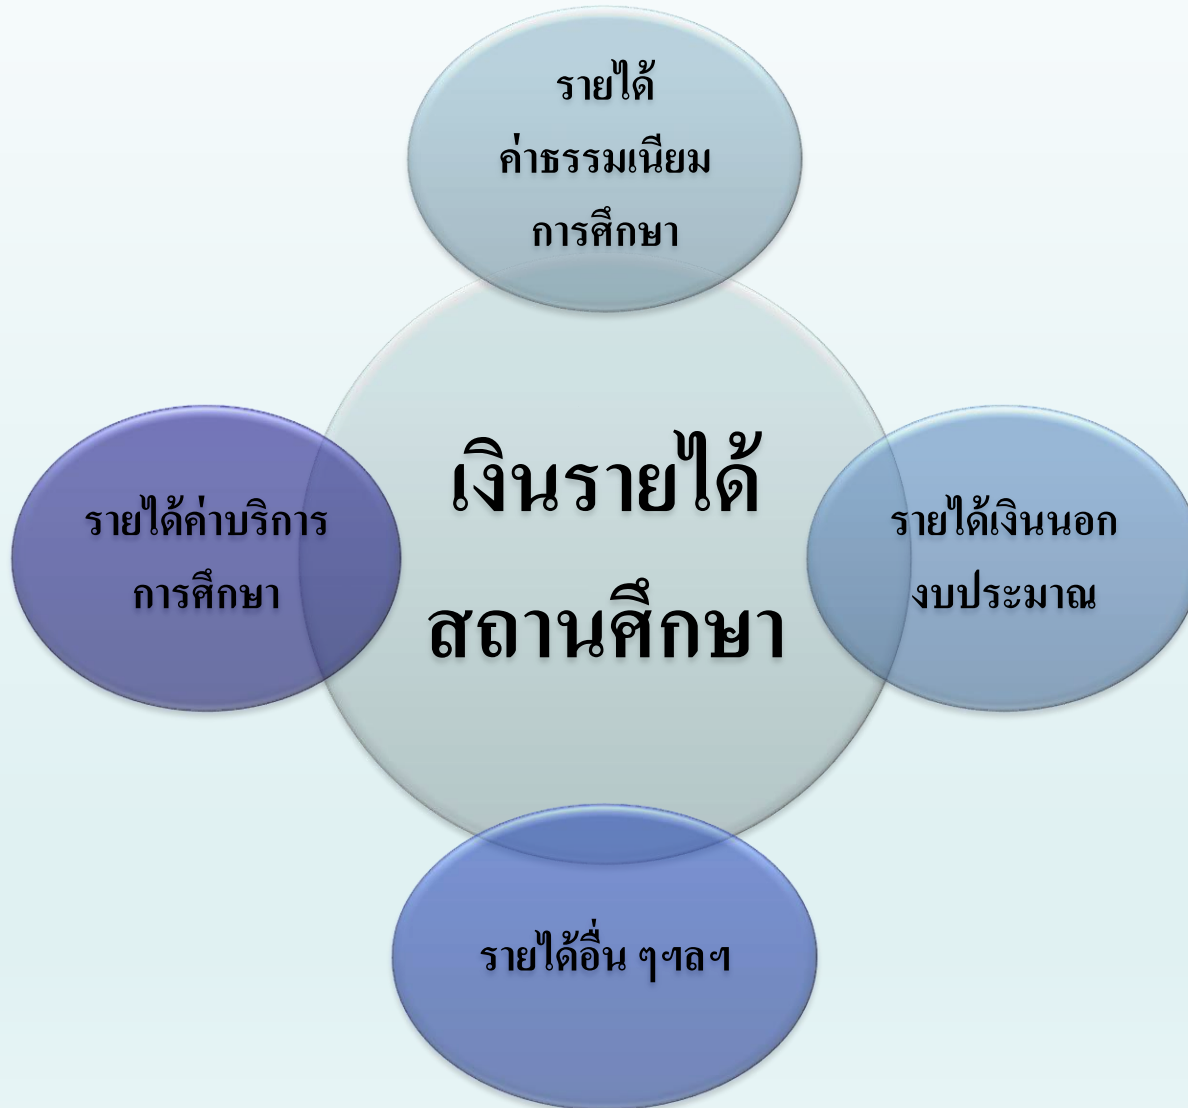 รายได้
ค่าธรรมเนียม
การศึกษา
เงินรายได้
สถานศึกษา
รายได้ค่าบริการ
การศึกษา
รายได้เงินนอก
งบประมาณ
รายได้อื่น ๆฯลฯ